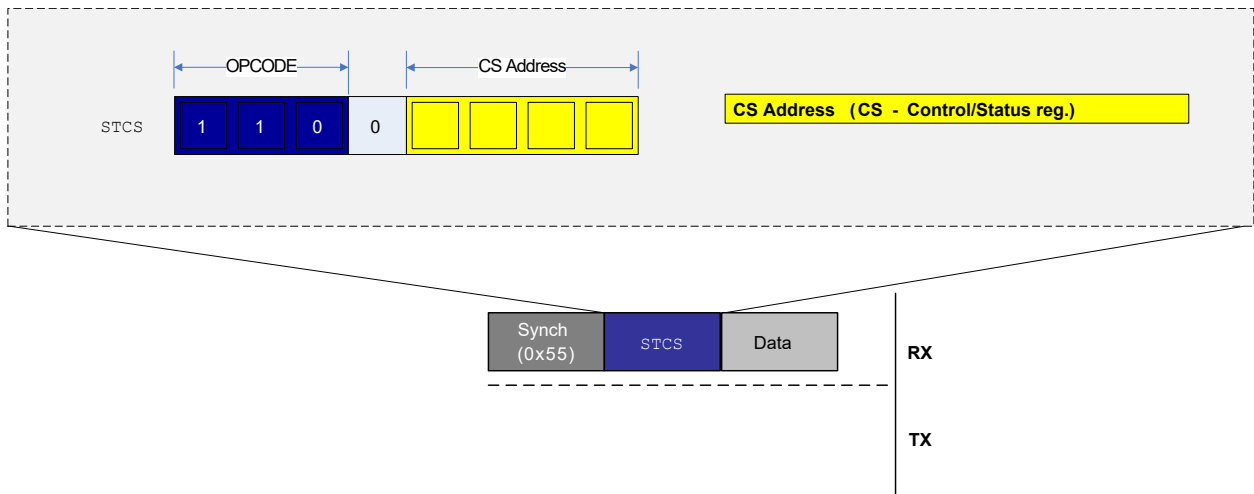 OPCODE CS Address
STCS 1 1 0 0 CS Address (CS - Control/Status reg.)
Synch
(0x55)
STCS
Data
RX
TX